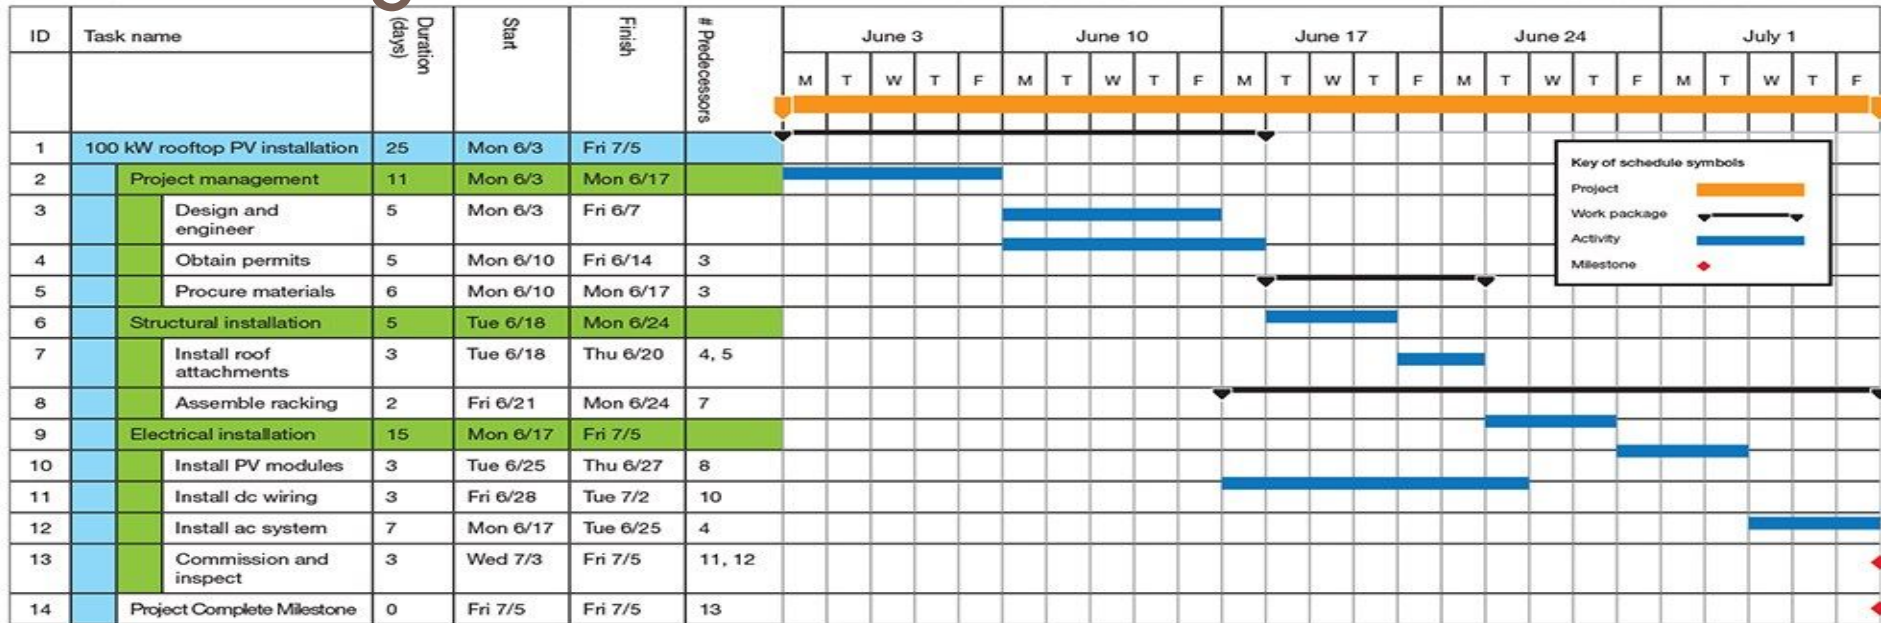 ID Task name Duration (days) Start Finish # Predecessors June 3 June 10 June 17 June 24 July 1
M T W T F M T W T F M T W T F M T W T F M T W T F
1 100 kW rooftop PV installation 25 Mon 6/3 Fri 7/5
2 Project management 11 Mon 6/3 Mon 6/17
3 Design and engineer 5 Mon 6/3 Fri 6/7
4 Obtain permits 5 Mon 6/10 Fri 6/14 3
5 Procure materials 6 Mon 6/10 Mon 6/17 3
6 Structural installation 5 Tue 6/18 Mon 6/24
7 Install roof attachments 3 Tue 6/18 Thu 6/20 4, 5
8 Assemble racking 2 Fri 6/21 Mon 6/24 7
9 Electrical installation 15 Mon 6/17 Fri 7/5
10 Install PV modules 3 Tue 6/25 Thu 6/27 8
11 Install dc wiring 3 Fri 6/28 Tue 7/2 10
12 Install ac system 7 Mon 6/17 Tue 6/25 4
13 Commission and inspect 3 Wed 7/3 Fri 7/5 11, 12
14 Project Complete Milestone 0 Fri 7/5 Fri 7/5 13
Key of schedule symbols
Project
Work package
Activity
Milestone